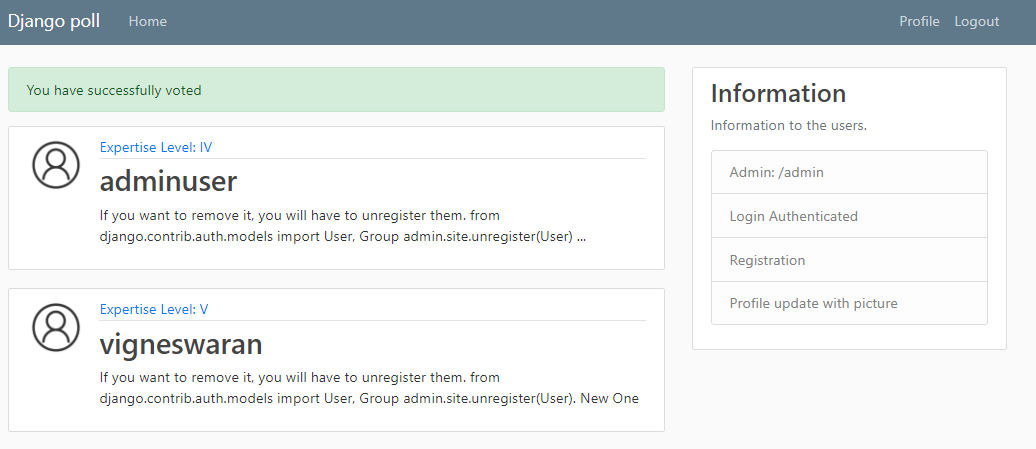 Django poll Home Profile Logout
You have successfully voted
Expertise Level: IV
adminuser
If you want to remove it, you will have to unregister them. from
django.contrib.auth.models import User, Group admin.site.unregister(User) ...
Expertise Level: V
vigneswaran
If you want to remove it, you will have to unregister them. from
django.contrib.auth.models import User, Group admin.site.unregister(User). New One
Information
Information to the users.
Admin: /admin
Login Authenticated
Registration
Profile update with picture